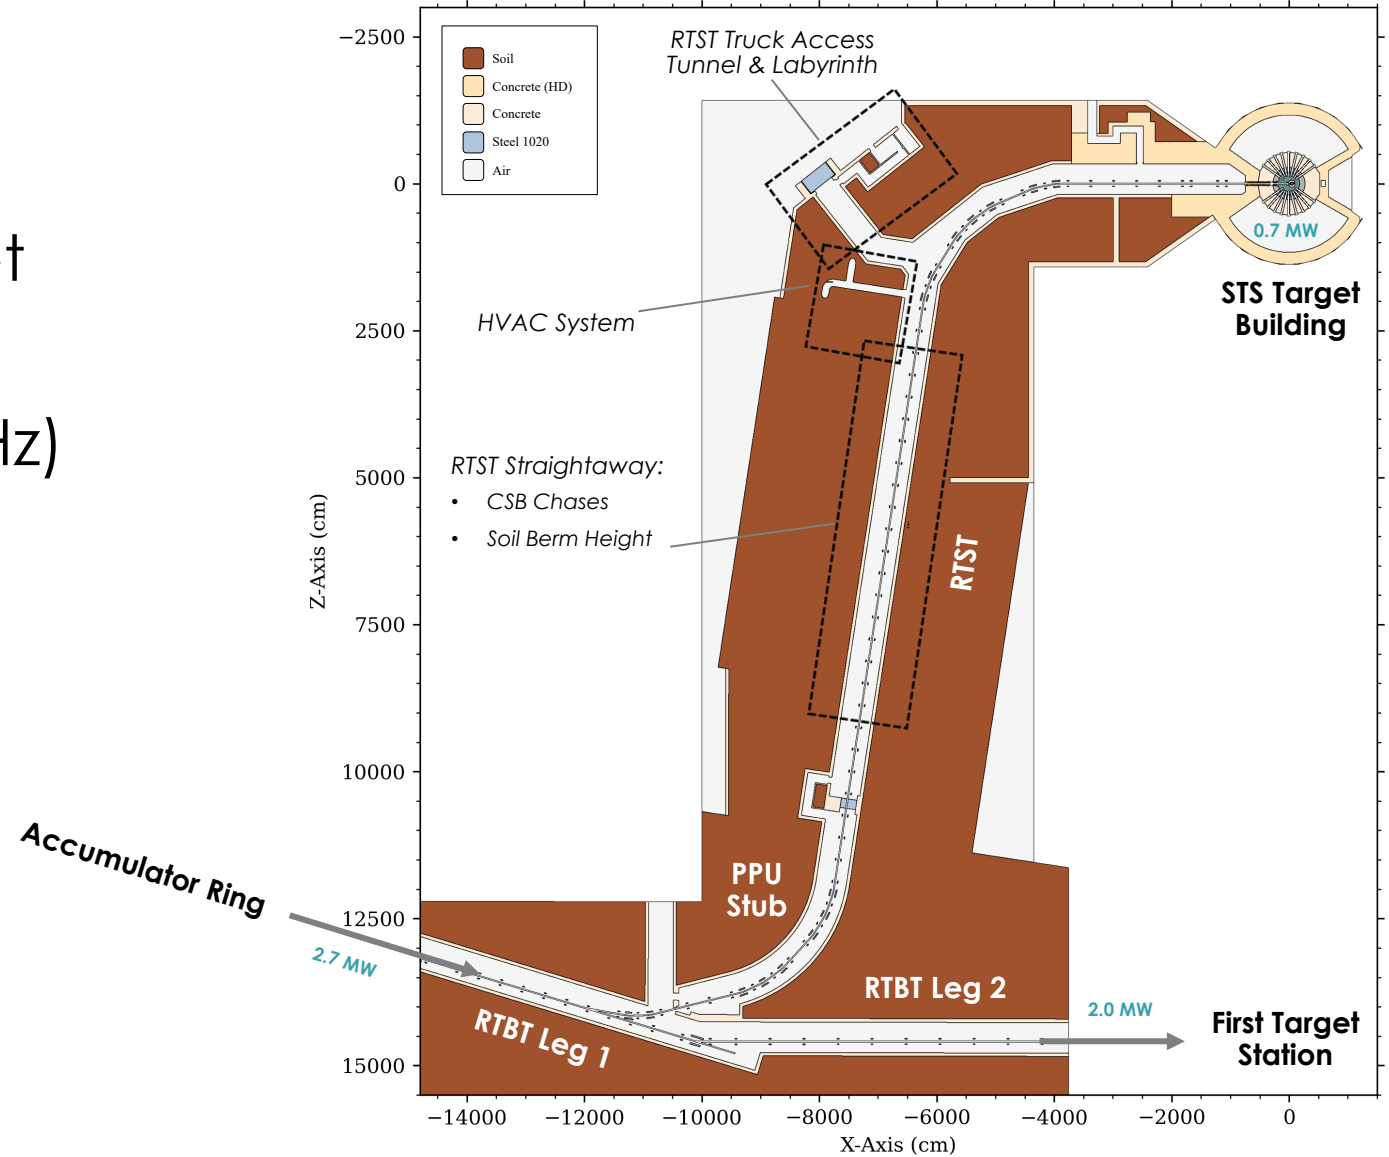 et
Hz)
Soil
Concrete (HD)
Concrete
Steel 1020
Air
RTST Truck Access
Tunnel & Labyrinth
HVAC System
RTST Straightaway:
• CSB Chases
• Soil Berm Height
0.7 MW
STS Target
Building
RTST
PPU
Stub
Accumulator Ring
2.7 MW
RTBT Leg 1
RTBT Leg 2
2.0 MW
First Target
Station
Z-Axis (cm)
−2500
0
2500
5000
7500
10000
12500
15000
−14000
−12000
−10000
−8000
−6000
−4000
−2000
0
X-Axis (cm)